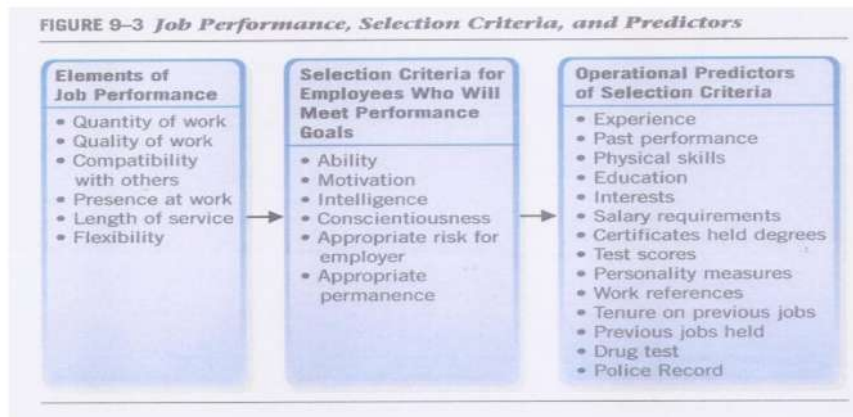 FIGURE 9–3 Job Performance, Selection Criteria, and Predictors
Elements of
Job Performance
• Quantity of work
• Quality of work
• Compatibility
with others
• Presence at work
• Length of service
• Flexibility
Selection Criteria for
Employees Who Will
Meet Performance
Goals
• Ability
• Motivation
• Intelligence
• Conscientiousness
• Appropriate risk for
employer
• Appropriate
permanence
Operational Predictors
of Selection Criteria
• Experience
• Past performance
• Physical skills
• Education
• Interests
• Salary requirements
• Certificates held degrees
• Test scores
• Personality measures
• Work references
• Tenure on previous jobs
• Previous jobs held
• Drug test
• Police Record